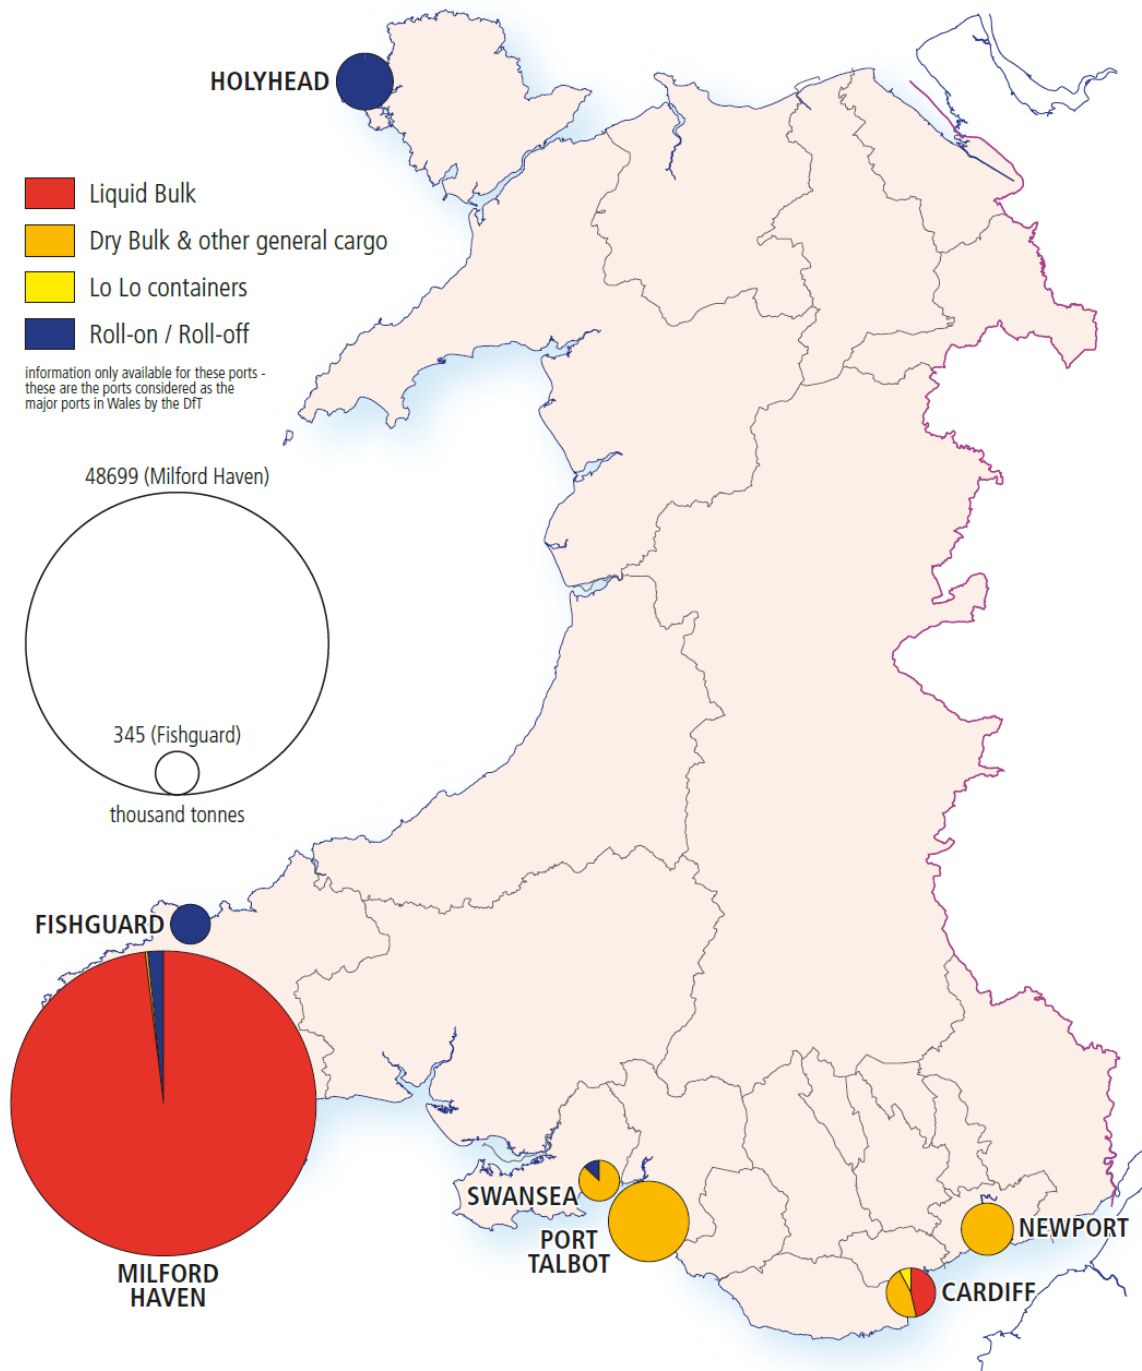 HOLYHEAD
Liquid Bulk
Dry Bulk & other general cargo
Lo Lo containers
Roll-on / Roll-off
information only available for these ports -
these are the ports considered as the
major ports in Wales by the DfT
48699 (Milford Haven)
345 (Fishguard)
thousand tonnes
FISHGUARD
MILFORD
HAVEN
SWANSEA
PORT
TALBOT
NEWPORT
CARDIFF